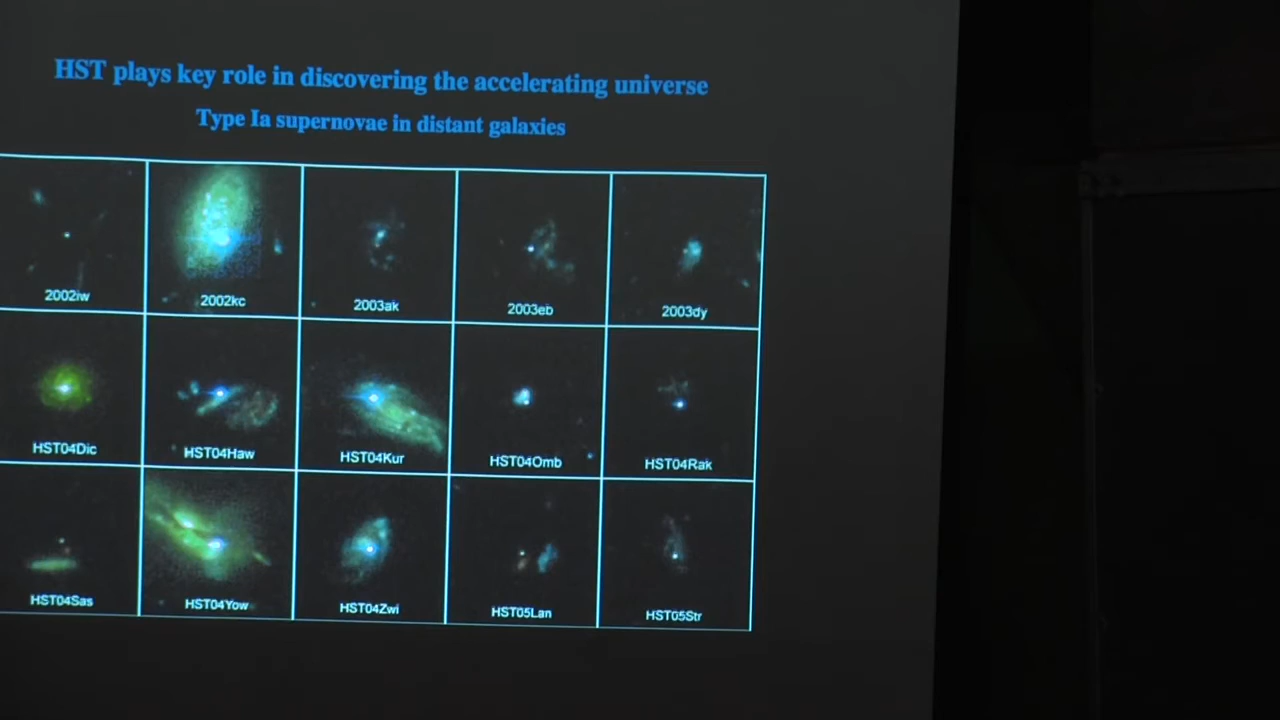 HST plays key role in discovering the accelerating universe
Type Ia supernovae in distant galaxies
2002iw 2002kc 2003ak 2003eb 2003dy
HST04Dic HST04Haw HST04Kur HST04Omb HST04Rak
HST04Sas HST04Yow HST04Zwi HST05Lan HST05Str